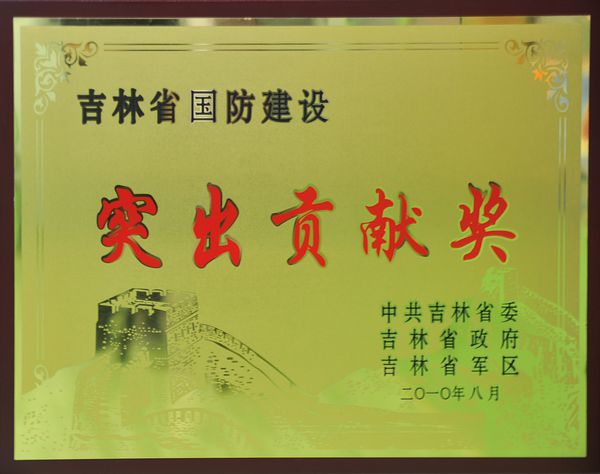 吉林省国防建设
突出贡献奖
中共吉林省委
吉林省政府
吉林省军区
二〇一〇年八月